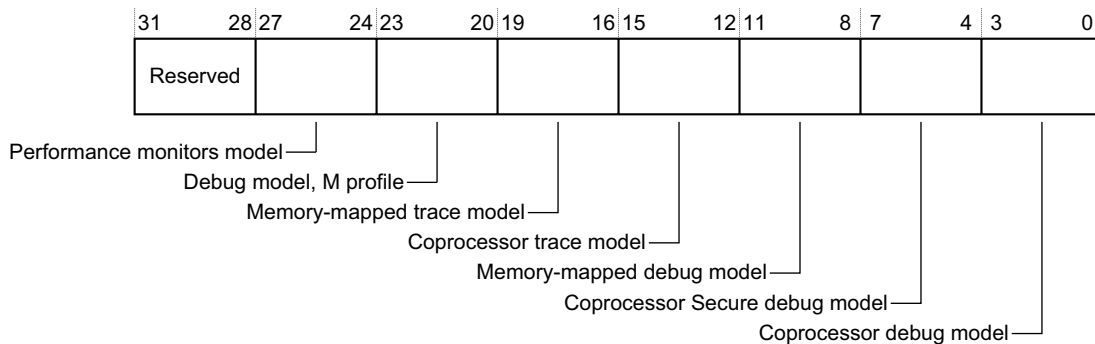 31 28 27 24 23 20 19 16 15 12 11 8 7 4 3 0
Reserved
Performance monitors model
Debug model, M profile
Memory-mapped trace model
Coprocessor trace model
Memory-mapped debug model
Coprocessor Secure debug model
Coprocessor debug model